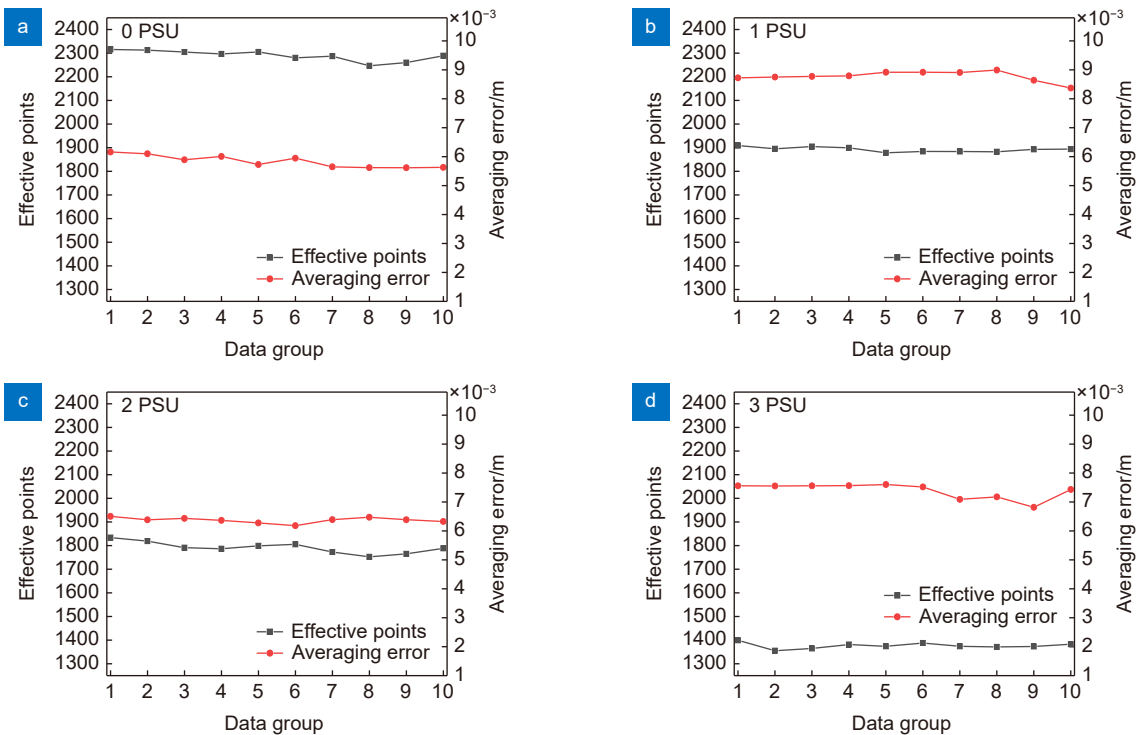 a
0 PSU
×10⁻³
2400
2300
2200
2100
2000
1900
1800
1700
1600
1500
1400
1300
Effective points
10
9
8
7
6
5
4
3
2
1
Averaging error/m
Effective points
Averaging error
1 2 3 4 5 6 7 8 9 10
Data group
b
1 PSU
×10⁻³
2400
2300
2200
2100
2000
1900
1800
1700
1600
1500
1400
1300
Effective points
10
9
8
7
6
5
4
3
2
1
Averaging error/m
Effective points
Averaging error
1 2 3 4 5 6 7 8 9 10
Data group
c
2 PSU
×10⁻³
2400
2300
2200
2100
2000
1900
1800
1700
1600
1500
1400
1300
Effective points
10
9
8
7
6
5
4
3
2
1
Averaging error/m
Effective points
Averaging error
1 2 3 4 5 6 7 8 9 10
Data group
d
3 PSU
×10⁻³
2400
2300
2200
2100
2000
1900
1800
1700
1600
1500
1400
1300
Effective points
10
9
8
7
6
5
4
3
2
1
Averaging error/m
Effective points
Averaging error
1 2 3 4 5 6 7 8 9 10
Data group